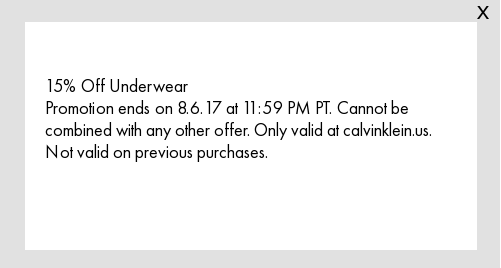 X
15% Off Underwear
Promotion ends on 8.6.17 at 11:59 PM PT. Cannot be
combined with any other offer. Only valid at calvinklein.us.
Not valid on previous purchases.